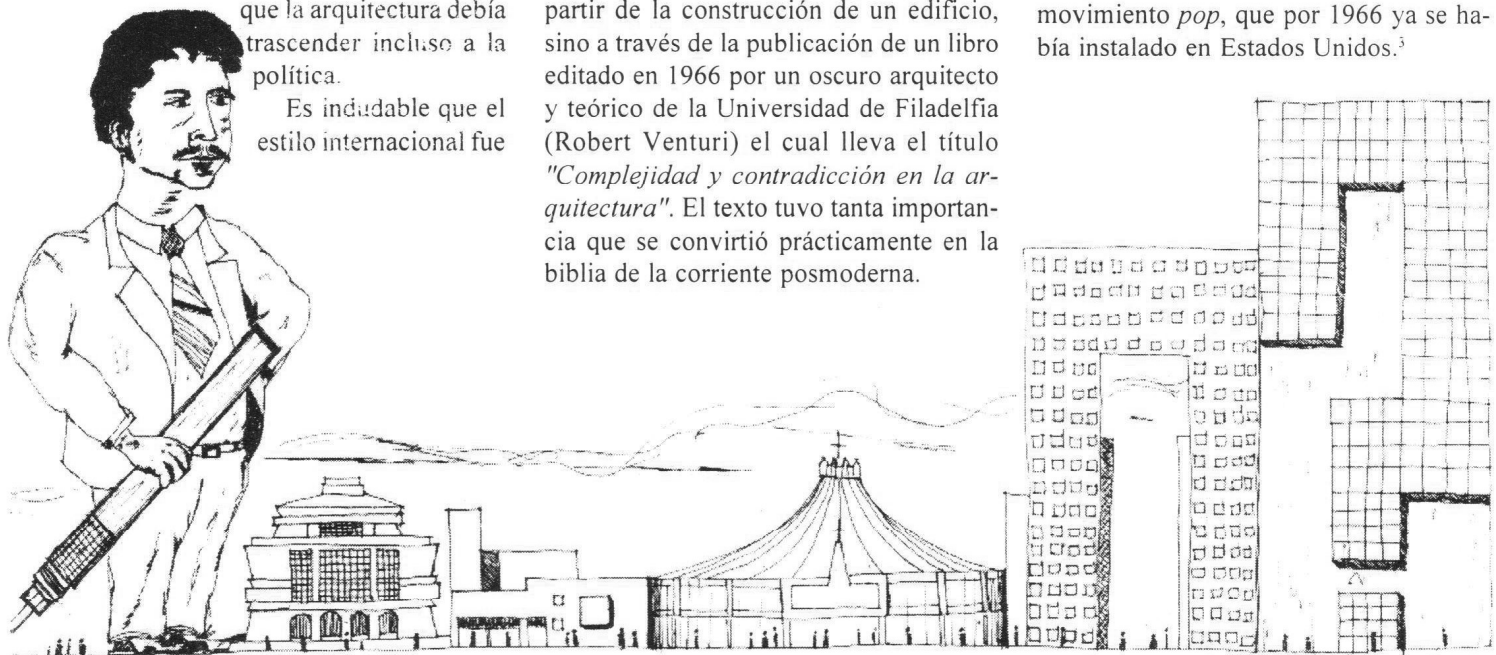 que la arquitectura debía
trascender incluso a la
política.
Es indudable que el
estilo internacional fue
partir de la construcción de un edificio,
sino a través de la publicación de un libro
editado en 1966 por un oscuro arquitecto
y teórico de la Universidad de Filadelfia
(Robert Venturi) el cual lleva el título
"Complejidad y contradicción en la ar-
quitectura". El texto tuvo tanta importan-
cia que se convirtió prácticamente en la
biblia de la corriente posmoderna.
movimiento pop, que por 1966 ya se ha-
bía instalado en Estados Unidos.³